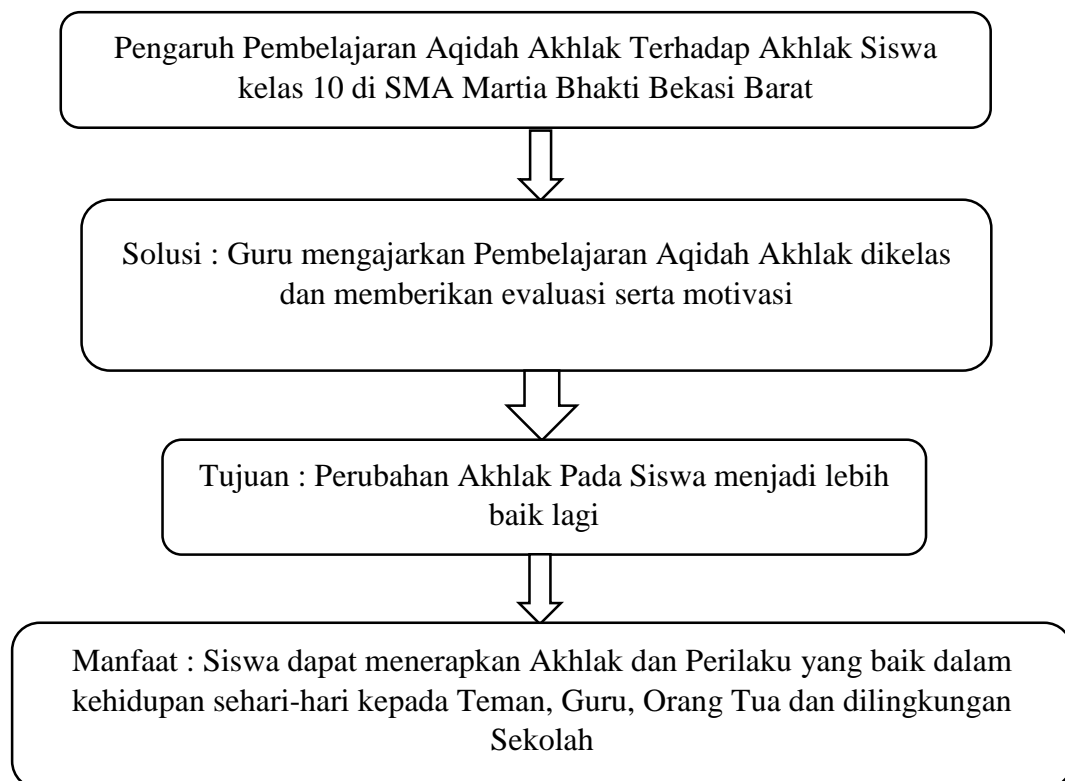 Pengaruh Pembelajaran Aqidah Akhlak Terhadap Akhlak Siswa
kelas 10 di SMA Martia Bhakti Bekasi Barat
Solusi : Guru mengajarkan Pembelajaran Aqidah Akhlak dikelas
dan memberikan evaluasi serta motivasi
Tujuan : Perubahan Akhlak Pada Siswa menjadi lebih
baik lagi
Manfaat : Siswa dapat menerapkan Akhlak dan Perilaku yang baik dalam
kehidupan sehari-hari kepada Teman, Guru, Orang Tua dan dilingkungan
Sekolah